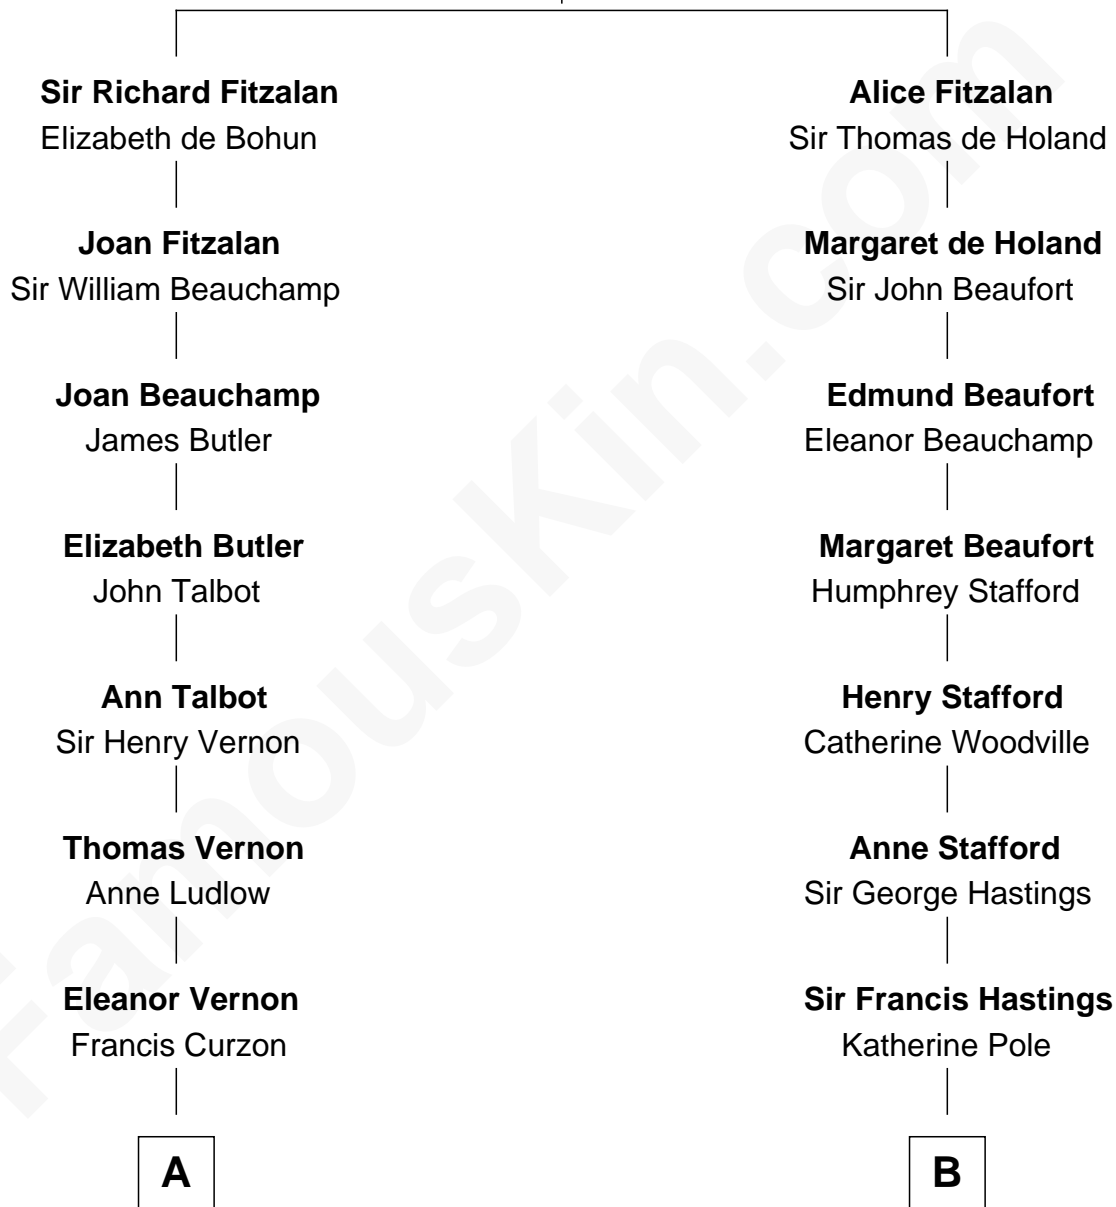 Sir Richard Fitzalan
Elizabeth de Bohun
Joan Fitzalan
Sir William Beauchamp
Joan Beauchamp
James Butler
Elizabeth Butler
John Talbot
Ann Talbot
Sir Henry Vernon
Thomas Vernon
Anne Ludlow
Eleanor Vernon
Francis Curzon
A
Alice Fitzalan
Sir Thomas de Holand
Margaret de Holand
Sir John Beaufort
Edmund Beaufort
Eleanor Beauchamp
Margaret Beaufort
Humphrey Stafford
Henry Stafford
Catherine Woodville
Anne Stafford
Sir George Hastings
Sir Francis Hastings
Katherine Pole
B
FamousKin.com